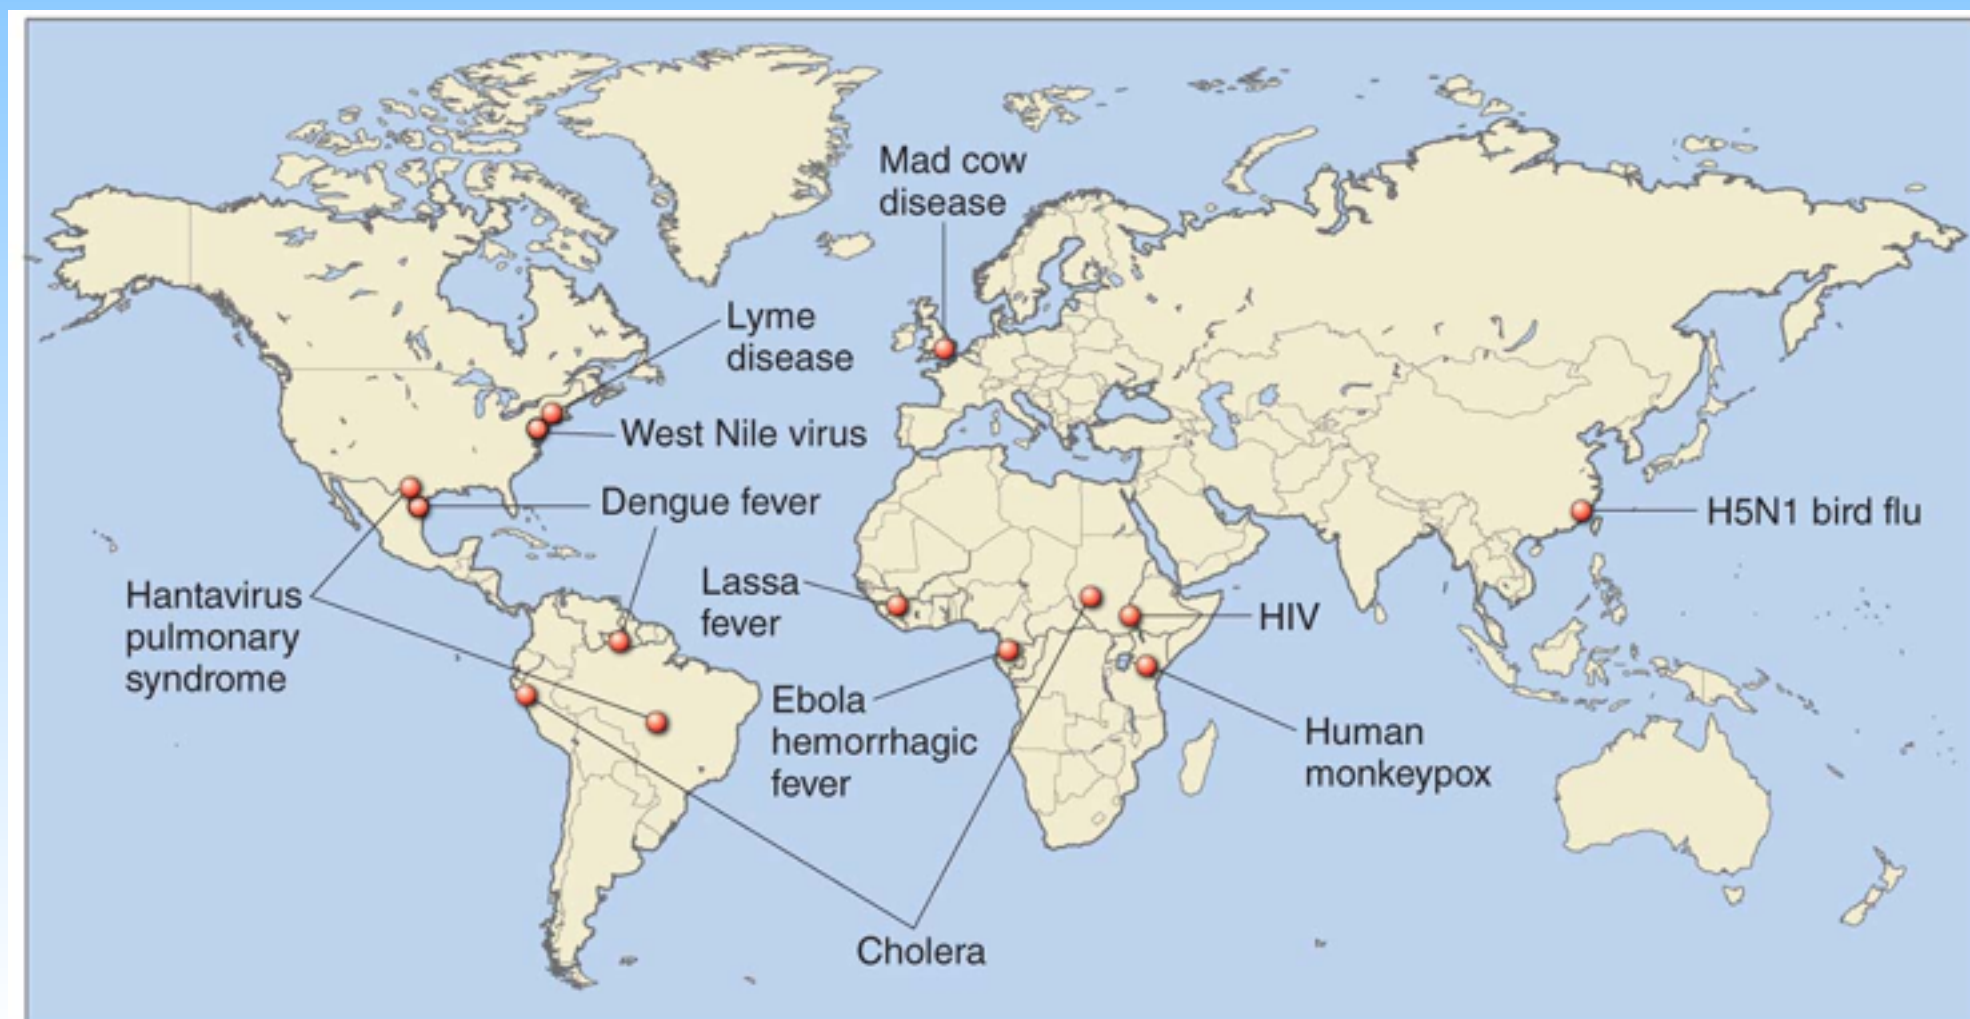 Mad cow
disease
Lyme
disease
West Nile virus
Dengue fever
H5N1 bird flu
Hantavirus
pulmonary
syndrome
Lassa
fever
HIV
Ebola
hemorrhagic
fever
Human
monkeypox
Cholera